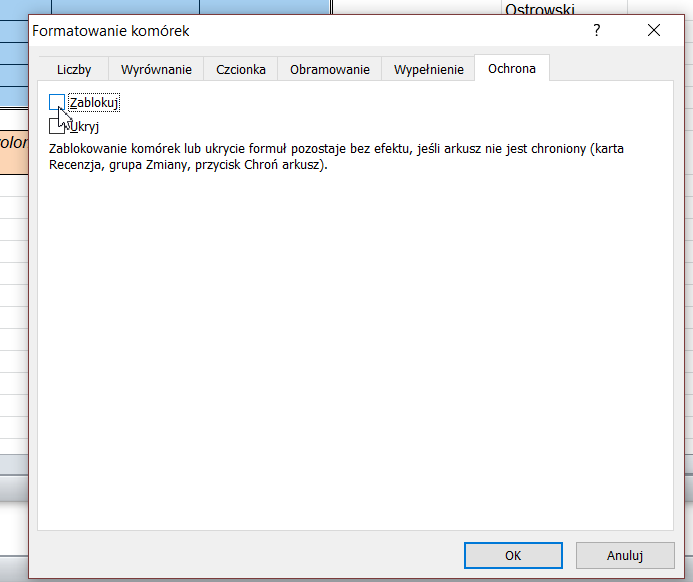 Ostrowski
Formatowanie komórek ?
Liczby Wyrównanie Czcionka Obramowanie Wypełnienie Ochrona
Zablokuj
Ukryj
Zablokowanie komórek lub ukrycie formuł pozostaje bez efektu, jeśli arkusz nie jest chroniony (karta
Recenzja, grupa Zmiany, przycisk Chroń arkusz).
OK Anuluj